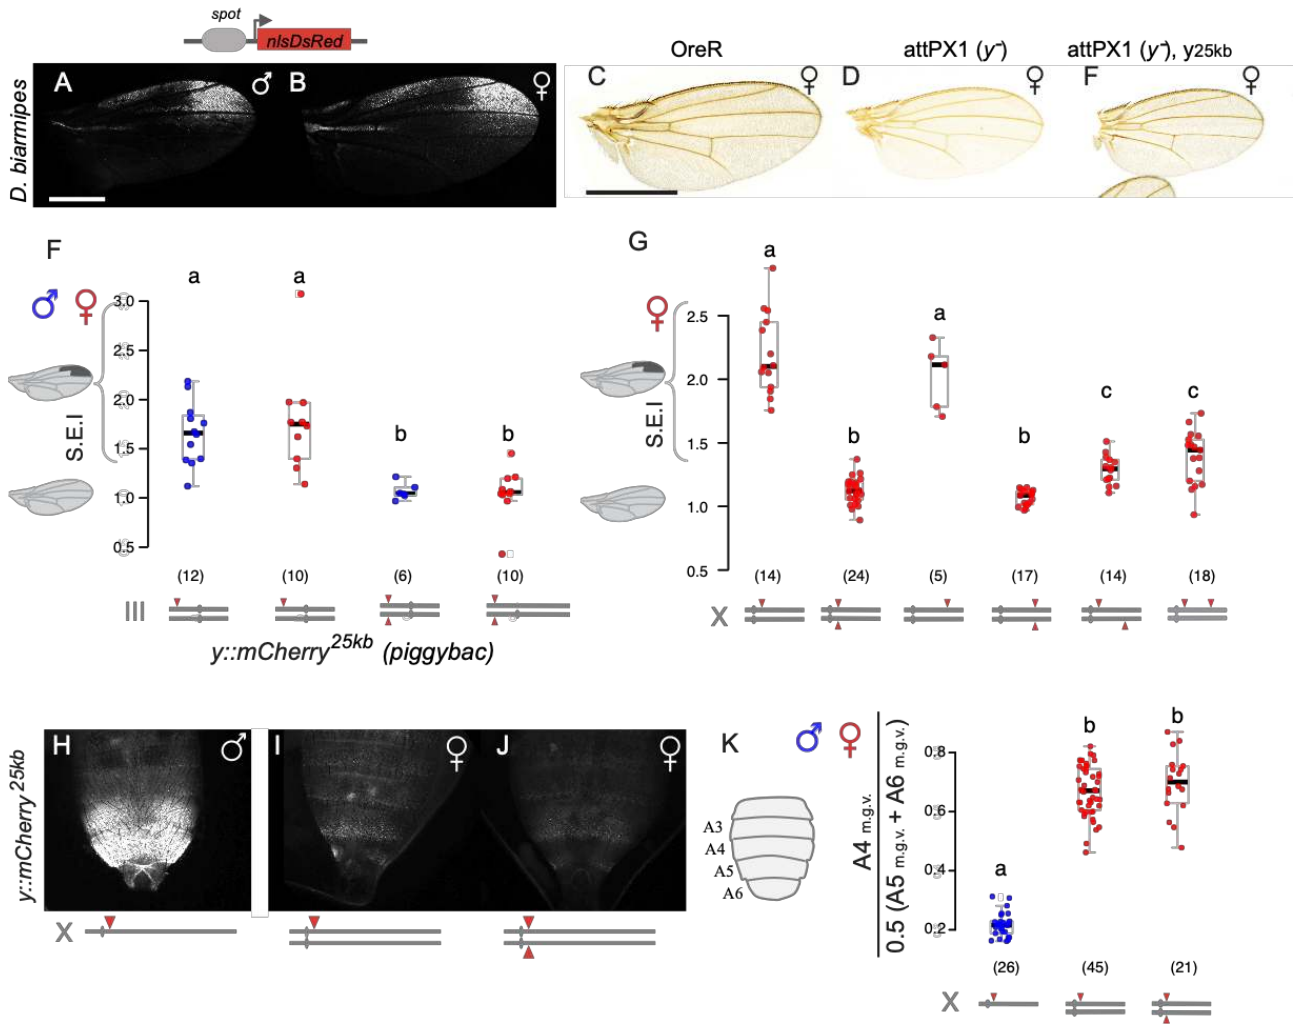 spot
nlsDsRed
OreR
attPX1 (y⁻)
attPX1 (y⁻), y25kb
D. biarmipes
A ♂ B ♀ C ♀ D ♀ F ♀
F
♂ ♀
a a b b
3.0
2.5
2.0
1.5
1.0
0.5
S.E.I
(12) (10) (6) (10)
III
y::mCherry25kb (piggybac)
G
♀
a b a b c c
2.5
2.0
1.5
1.0
0.5
S.E.I
(14) (24) (5) (17) (14) (18)
X
y::mCherry25kb
H ♂ I ♀ J ♀
X
K ♂ ♀
A3
A4
A5
A6
A4 m.g.v.
0.5 (A5 m.g.v. + A6 m.g.v.)
a b b
0.8
0.6
0.4
0.2
(26) (45) (21)
X